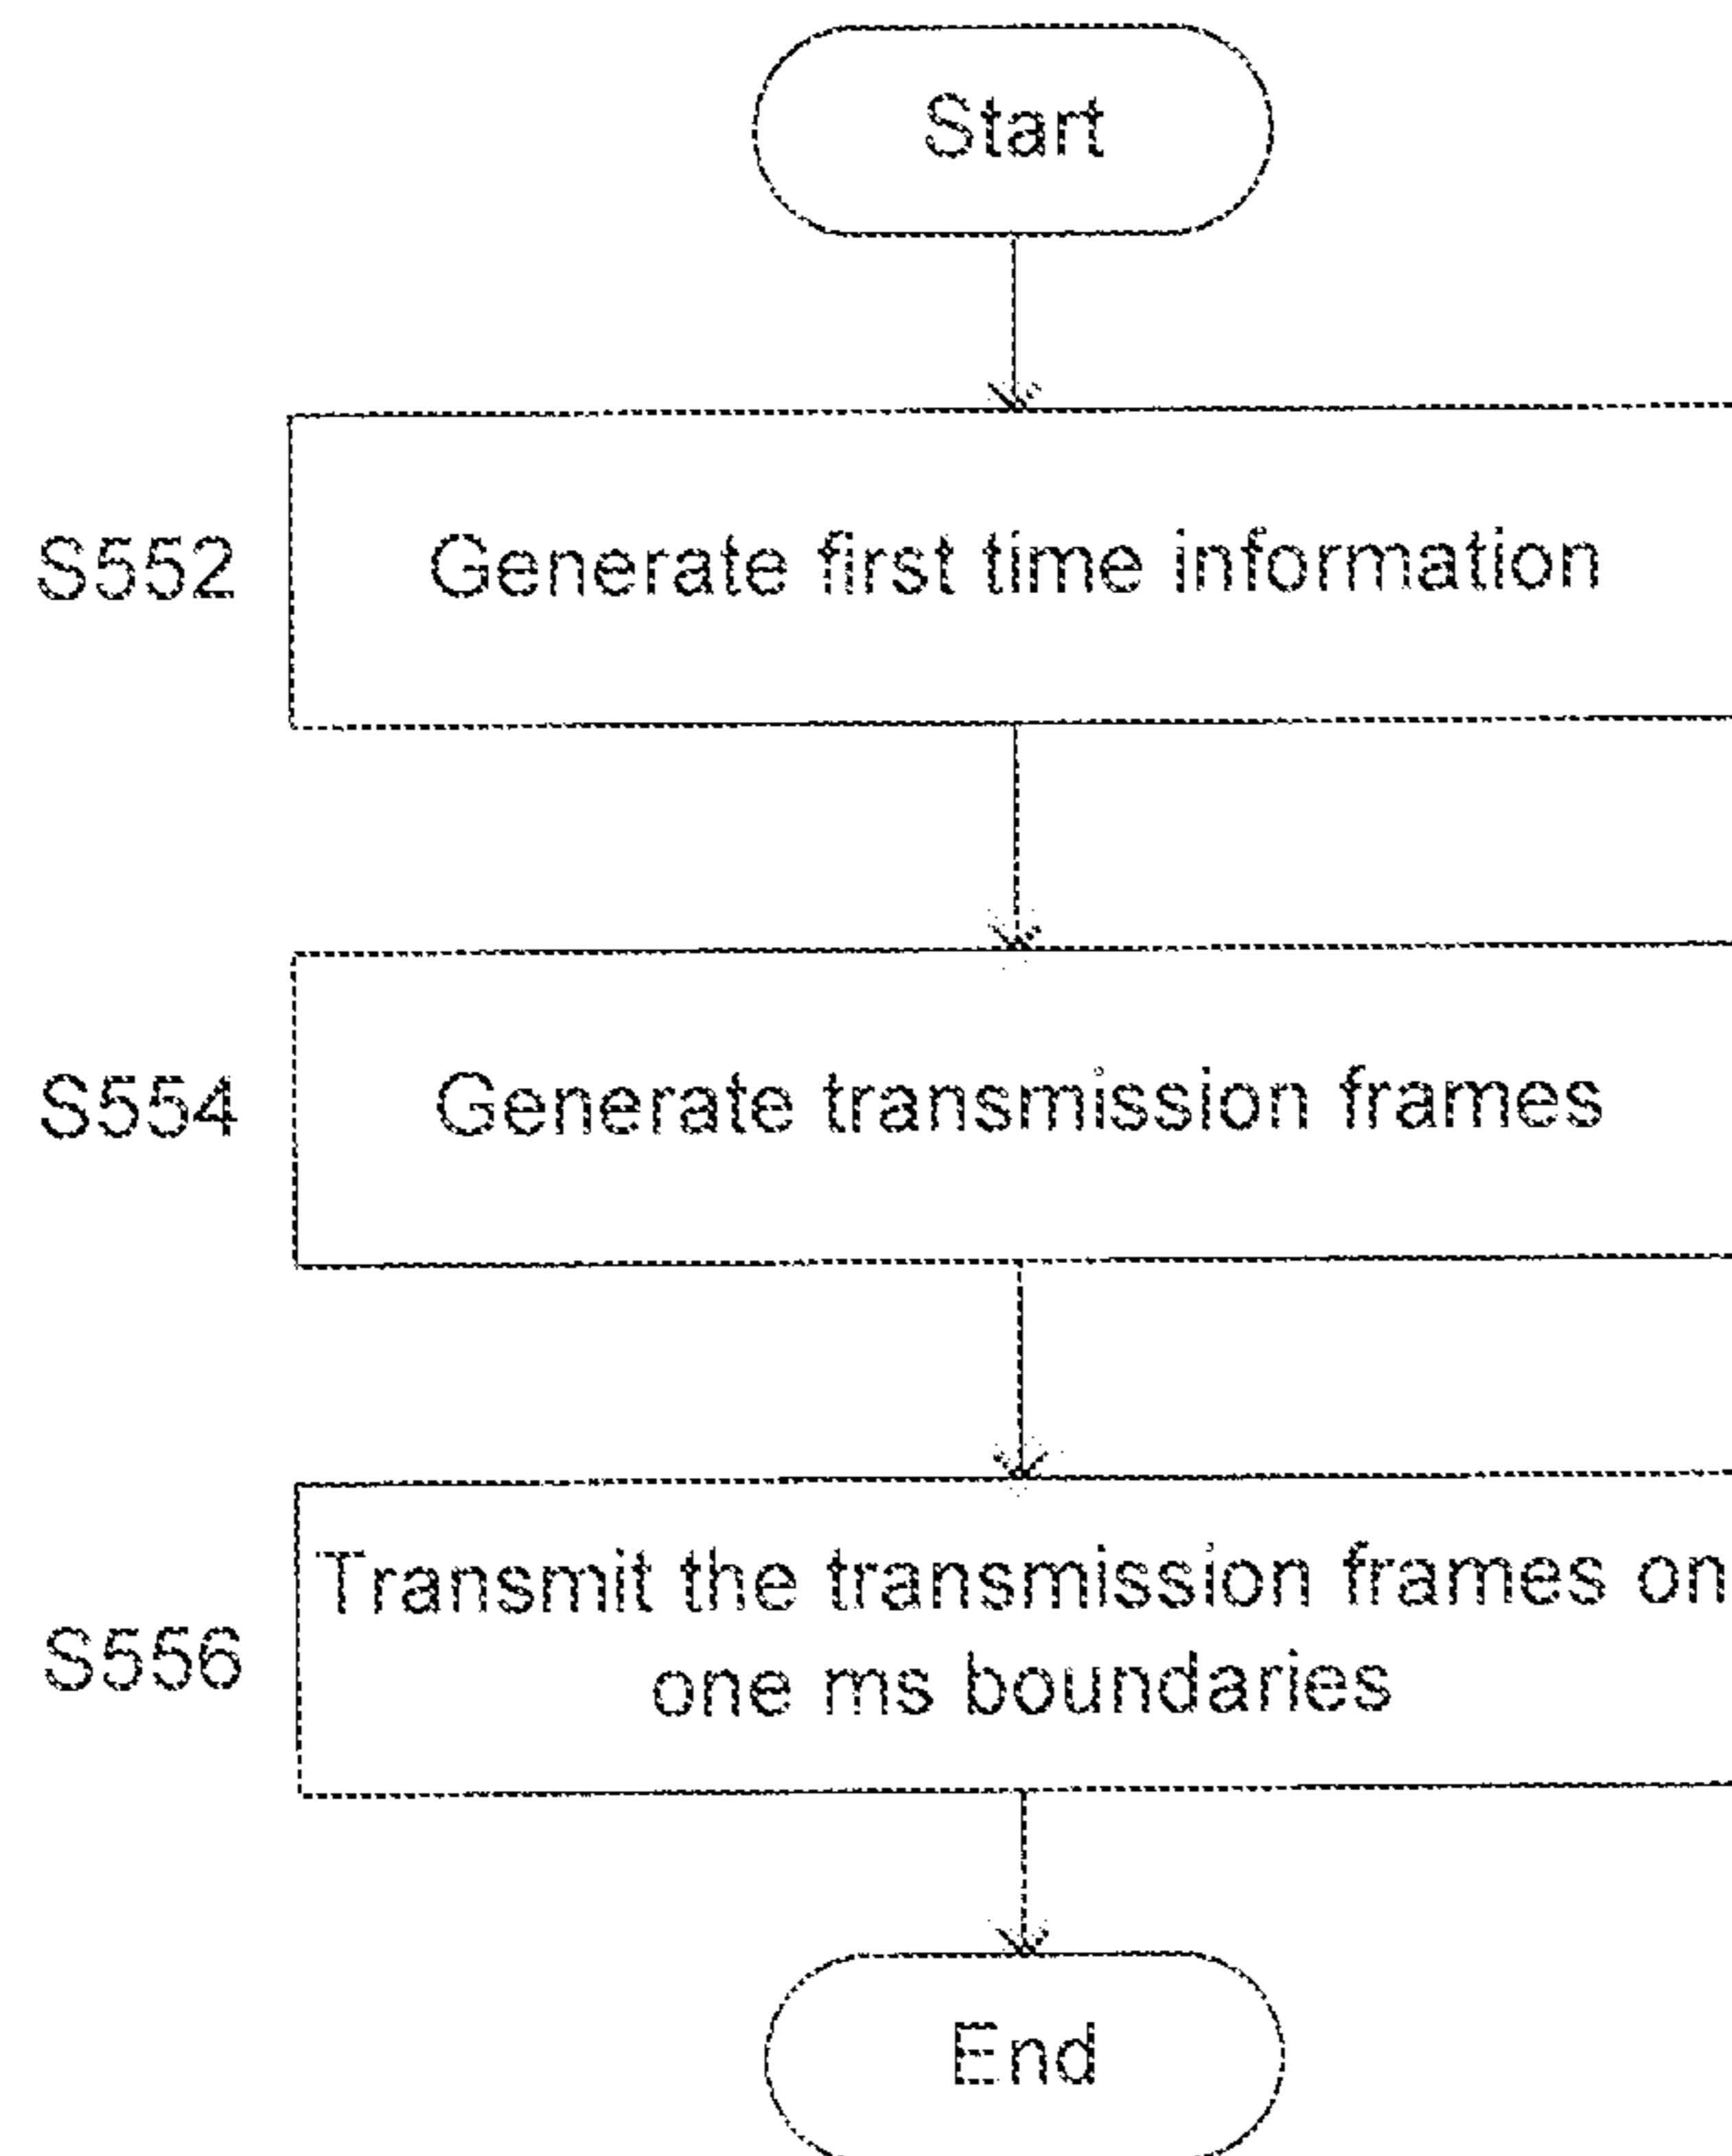 Start
S552
Generate first time information
S554
Generate transmission frames
S556
Transmit the transmission frames on
one ms boundaries
End